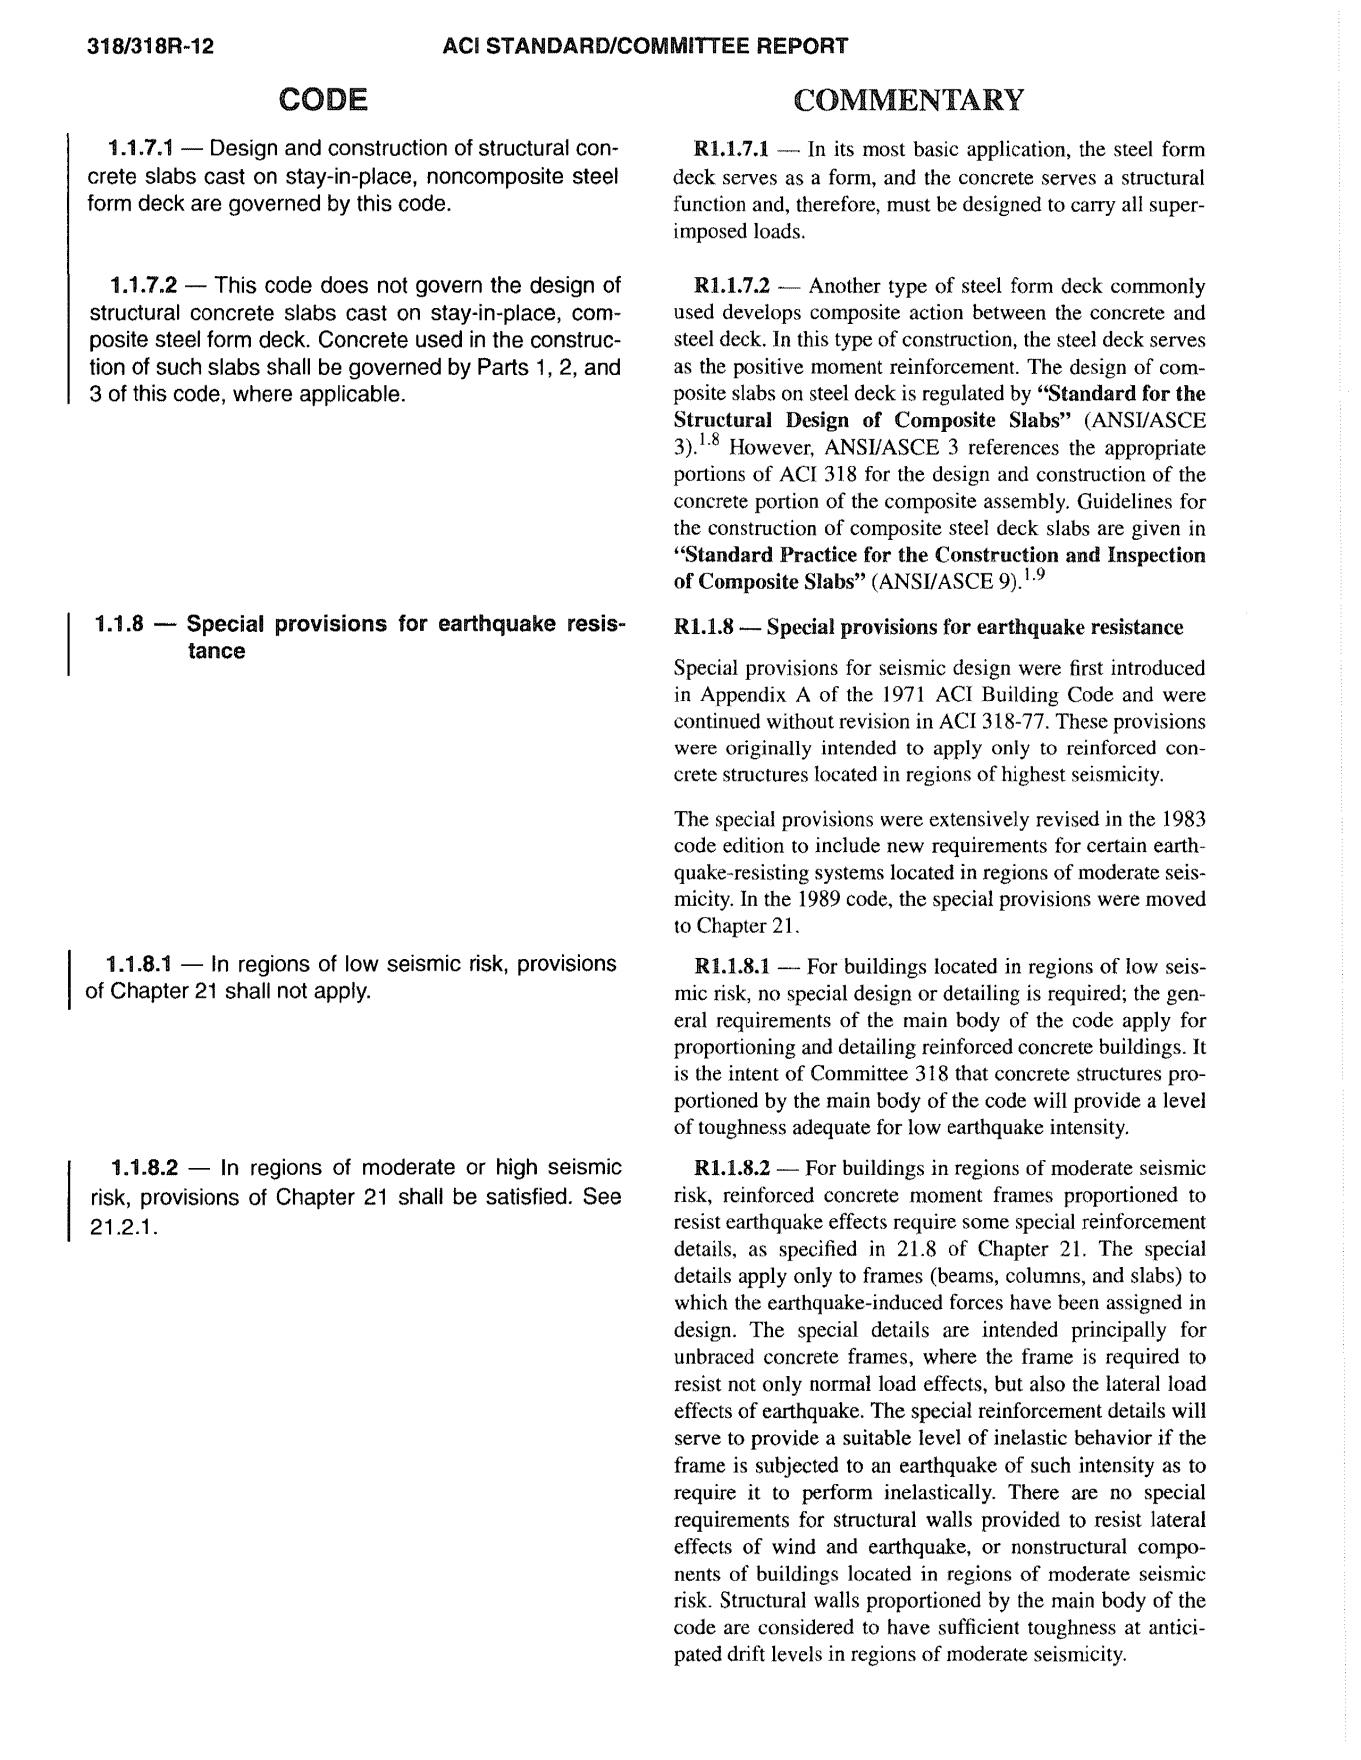 318/318R-12
ACI STANDARD/COMMITTEE REPORT
CODE
1.1.7.1 — Design and construction of structural con-
crete slabs cast on stay-in-place, noncomposite steel
form deck are governed by this code.
1.1.7.2 — This code does not govern the design of
structural concrete slabs cast on stay-in-place, com-
posite steel form deck. Concrete used in the construc-
tion of such slabs shall be governed by Parts 1, 2, and
3 of this code, where applicable.
1.1.8 — Special provisions for earthquake resis-
tance
1.1.8.1 — In regions of low seismic risk, provisions
of Chapter 21 shall not apply.
1.1.8.2 — In regions of moderate or high seismic
risk, provisions of Chapter 21 shall be satisfied. See
21.2.1.
COMMENTARY
R1.1.7.1 — In its most basic application, the steel form
deck serves as a form, and the concrete serves a structural
function and, therefore, must be designed to carry all super-
imposed loads.
R1.1.7.2 — Another type of steel form deck commonly
used develops composite action between the concrete and
steel deck. In this type of construction, the steel deck serves
as the positive moment reinforcement. The design of com-
posite slabs on steel deck is regulated by “Standard for the
Structural Design of Composite Slabs” (ANSI/ASCE
3).1.8 However, ANSI/ASCE 3 references the appropriate
portions of ACI 318 for the design and construction of the
concrete portion of the composite assembly. Guidelines for
the construction of composite steel deck slabs are given in
“Standard Practice for the Construction and Inspection
of Composite Slabs” (ANSI/ASCE 9).1.9
R1.1.8 — Special provisions for earthquake resistance
Special provisions for seismic design were first introduced
in Appendix A of the 1971 ACI Building Code and were
continued without revision in ACI 318-77. These provisions
were originally intended to apply only to reinforced con-
crete structures located in regions of highest seismicity.
The special provisions were extensively revised in the 1983
code edition to include new requirements for certain earth-
quake-resisting systems located in regions of moderate seis-
micity. In the 1989 code, the special provisions were moved
to Chapter 21.
R1.1.8.1 — For buildings located in regions of low seis-
mic risk, no special design or detailing is required; the gen-
eral requirements of the main body of the code apply for
proportioning and detailing reinforced concrete buildings. It
is the intent of Committee 318 that concrete structures pro-
portioned by the main body of the code will provide a level
of toughness adequate for low earthquake intensity.
R1.1.8.2 — For buildings in regions of moderate seismic
risk, reinforced concrete moment frames proportioned to
resist earthquake effects require some special reinforcement
details, as specified in 21.8 of Chapter 21. The special
details apply only to frames (beams, columns, and slabs) to
which the earthquake-induced forces have been assigned in
design. The special details are intended principally for
unbraced concrete frames, where the frame is required to
resist not only normal load effects, but also the lateral load
effects of earthquake. The special reinforcement details will
serve to provide a suitable level of inelastic behavior if the
frame is subjected to an earthquake of such intensity as to
require it to perform inelastically. There are no special
requirements for structural walls provided to resist lateral
effects of wind and earthquake, or nonstructural compo-
nents of buildings located in regions of moderate seismic
risk. Structural walls proportioned by the main body of the
code are considered to have sufficient toughness at antici-
pated drift levels in regions of moderate seismicity.